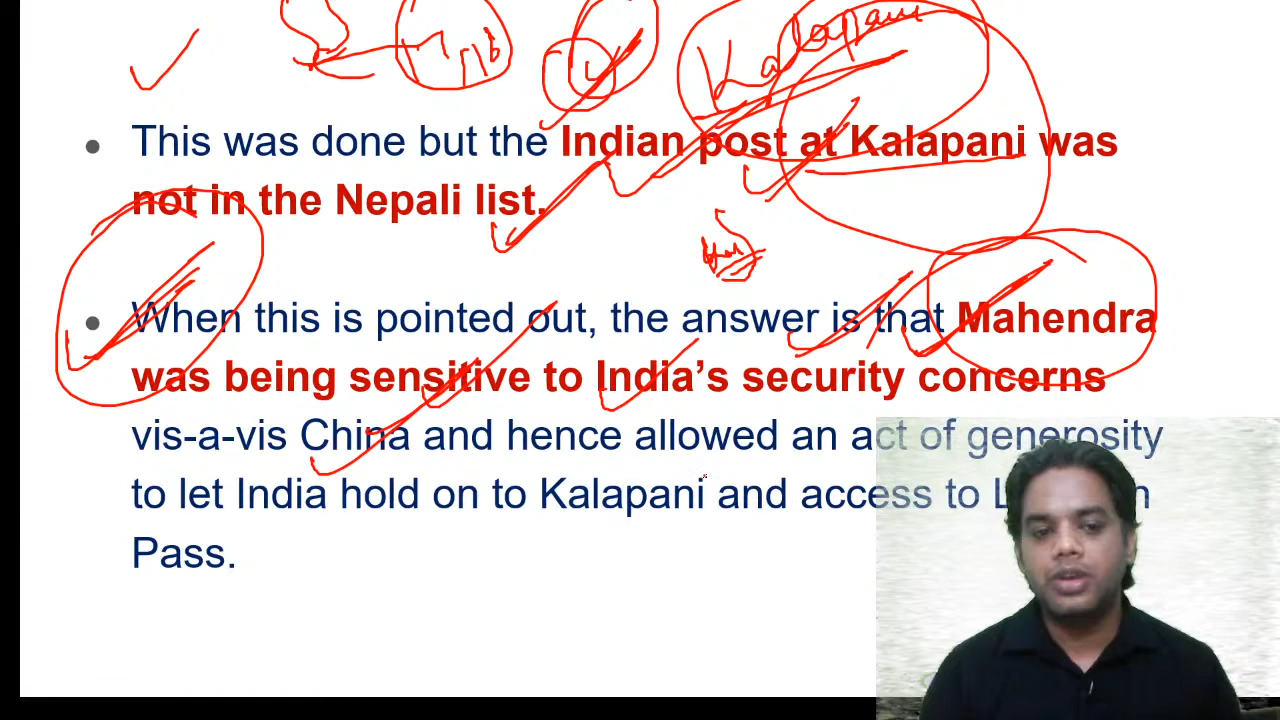 Kalapani
This was done but the Indian post at Kalapani was
not in the Nepali list.
When this is pointed out, the answer is that Mahendra
was being sensitive to India's security concerns
vis-a-vis China and hence allowed an act of generosity
to let India hold on to Kalapani and access to
Pass.